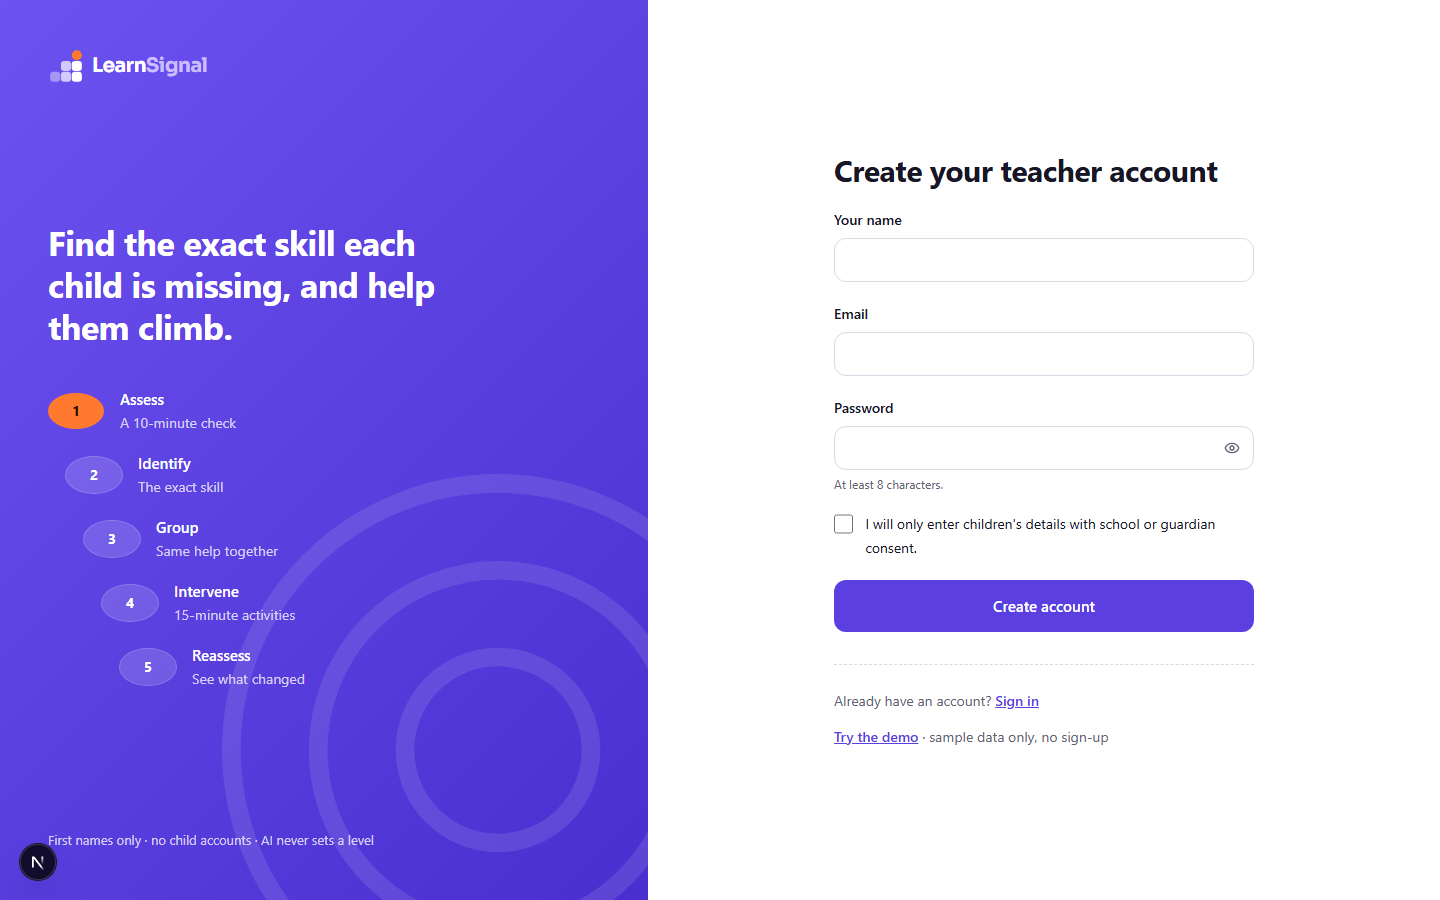 LearnSignal
Find the exact skill each
child is missing, and help
them climb.
1
Assess
A 10-minute check
2
Identify
The exact skill
3
Group
Same help together
4
Intervene
15-minute activities
5
Reassess
See what changed
First names only · no child accounts · AI never sets a level
N
Create your teacher account
Your name
Email
Password
At least 8 characters.
I will only enter children's details with school or guardian
consent.
Create account
Already have an account? Sign in
Try the demo · sample data only, no sign-up